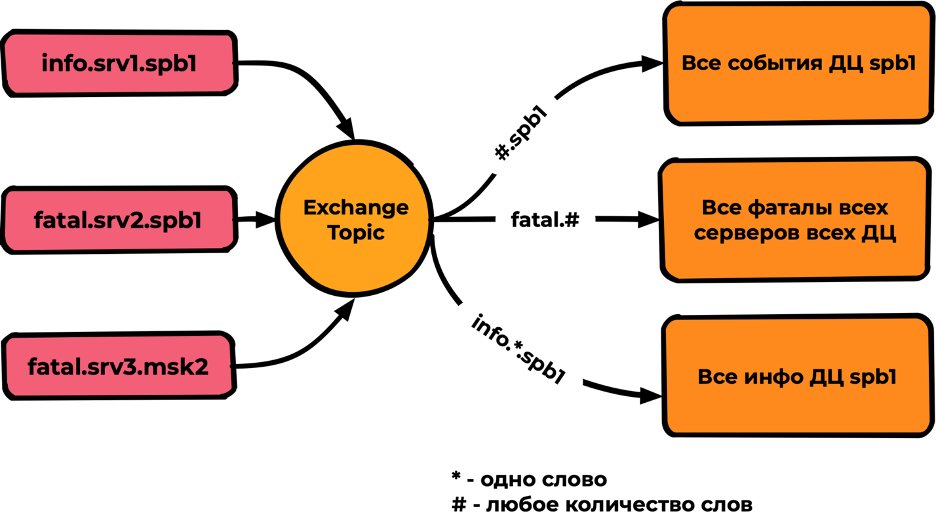 info.srv1.spb1
fatal.srv2.spb1
fatal.srv3.msk2
Exchange
Topic
#.spb1
fatal.#
info.*.spb1
Все события ДЦ spb1
Все фаталы всех
серверов всех ДЦ
Все инфо ДЦ spb1
* - одно слово
# - любое количество слов